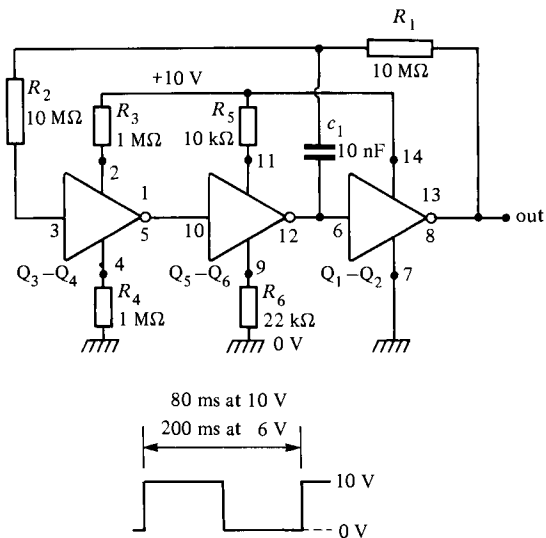 R1
10 MΩ
R2
10 MΩ
+10 V
R3
1 MΩ
R5
10 kΩ
c1
10 nF
2
11
14
3
1
5
10
12
6
13
8
out
Q3–Q4
4
Q5–Q6
9
Q1–Q2
7
R4
1 MΩ
R6
22 kΩ
0 V
80 ms at 10 V
200 ms at 6 V
10 V
0 V